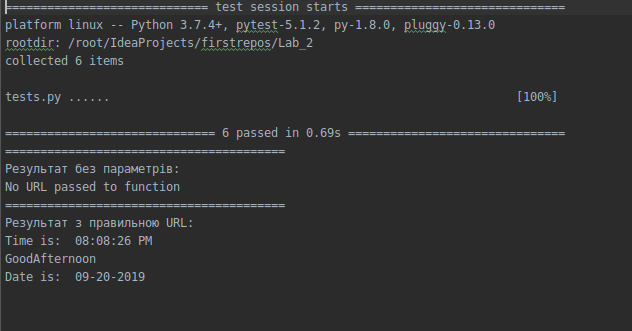 ============================= test session starts ==============================
platform linux -- Python 3.7.4+, pytest-5.1.2, py-1.8.0, pluggy-0.13.0
rootdir: /root/IdeaProjects/firstrepos/Lab_2
collected 6 items
tests.py ...... [100%]
============================== 6 passed in 0.69s ===============================
========================================
Результат без параметрів:
No URL passed to function
========================================
Результат з правильною URL:
Time is:  08:08:26 PM
GoodAfternoon
Date is:  09-20-2019